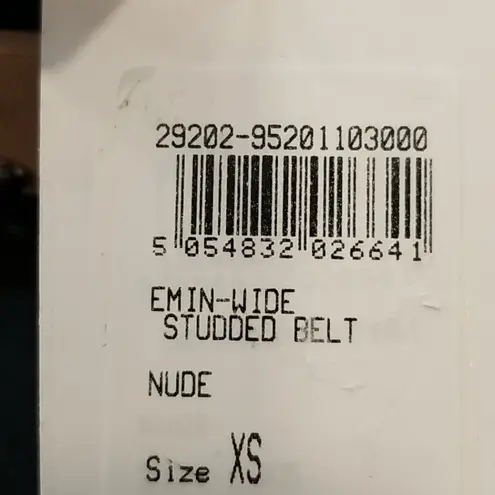 29202-95201103000
5 054832 026641
EMIN-WIDE
STUDDED BELT
NUDE
Size XS